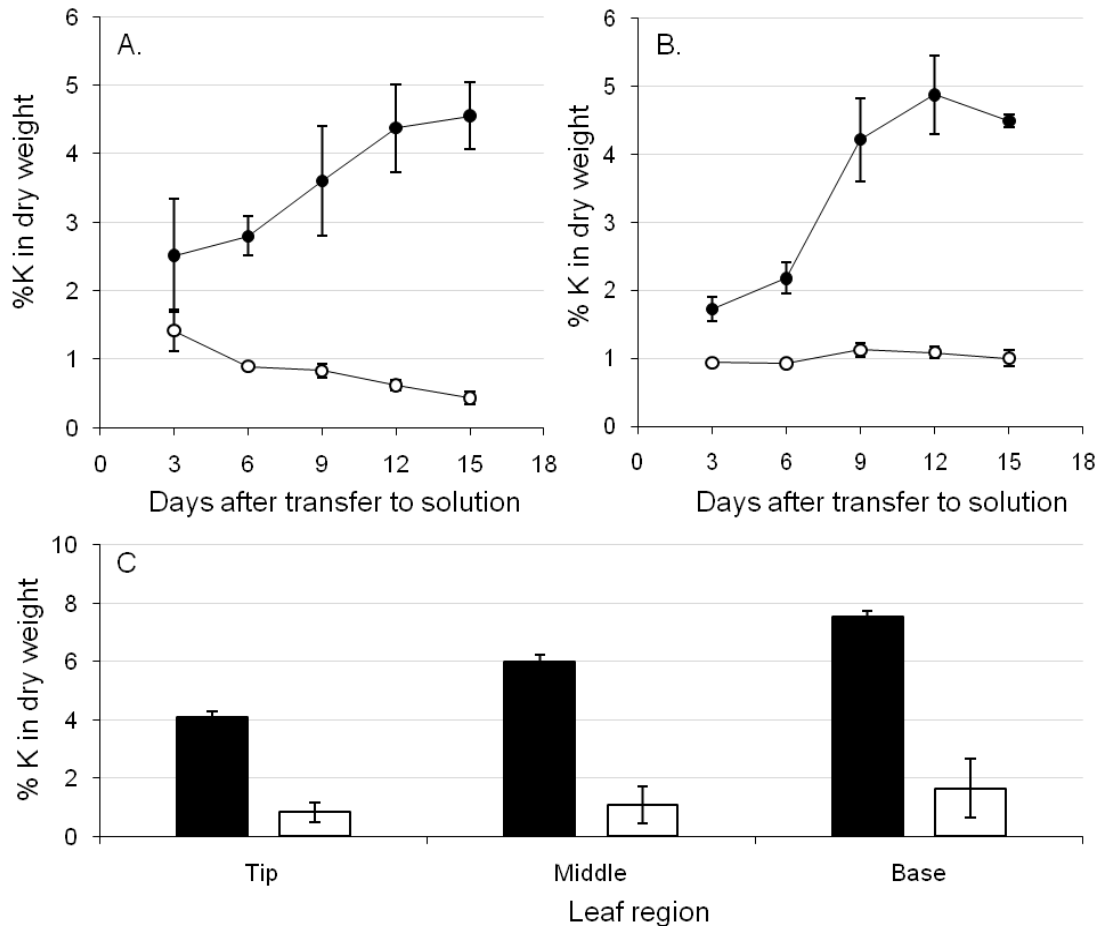 A.
%K in dry weight
6
5
4
3
2
1
0
0 3 6 9 12 15 18
Days after transfer to solution
B.
% K in dry weight
6
5
4
3
2
1
0
0 3 6 9 12 15 18
Days after transfer to solution
C
% K in dry weight
10
8
6
4
2
0
Tip Middle Base
Leaf region